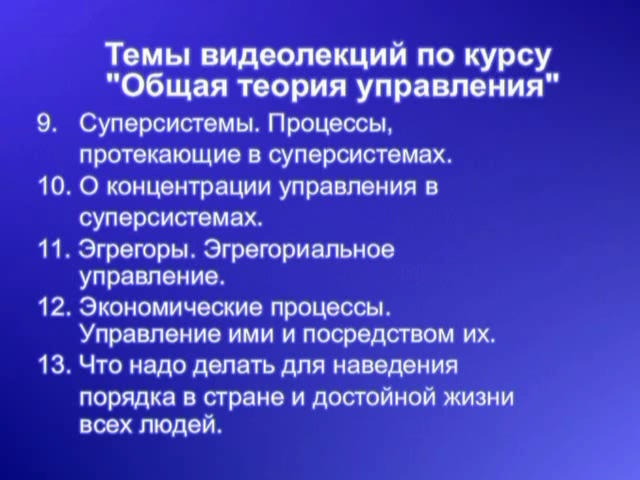 Темы видеолекций по курсу
"Общая теория управления"
9. Суперсистемы. Процессы,
протекающие в суперсистемах.
10. О концентрации управления в
суперсистемах.
11. Эгрегоры. Эгрегориальное
управление.
12. Экономические процессы.
Управление ими и посредством их.
13. Что надо делать для наведения
порядка в стране и достойной жизни
всех людей.